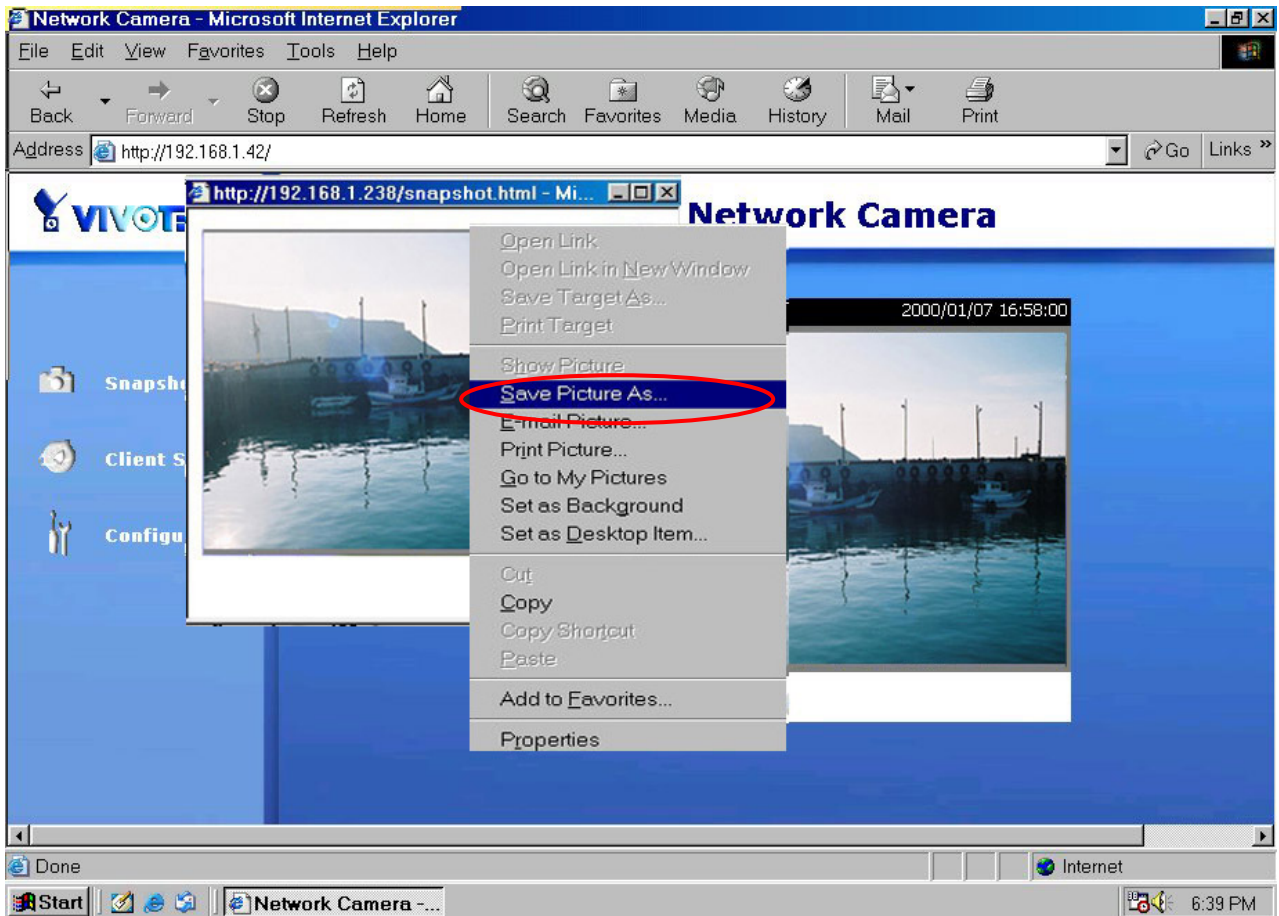 Network Camera - Microsoft Internet Explorer
File Edit View Favorites Tools Help
Back Forward Stop Refresh Home Search Favorites Media History Mail Print
Address http://192.168.1.42/ Go Links »
http://192.168.1.238/snapshot.html - Mi...
Network Camera
2000/01/07 16:58:00
Open Link
Open Link in New Window
Save Target As...
Print Target
Show Picture
Save Picture As...
E-mail Picture...
Print Picture...
Go to My Pictures
Set as Background
Set as Desktop Item...
Cut
Copy
Copy Shortcut
Paste
Add to Favorites...
Properties
Client
Done
Internet
Start Network Camera -... 6:39 PM